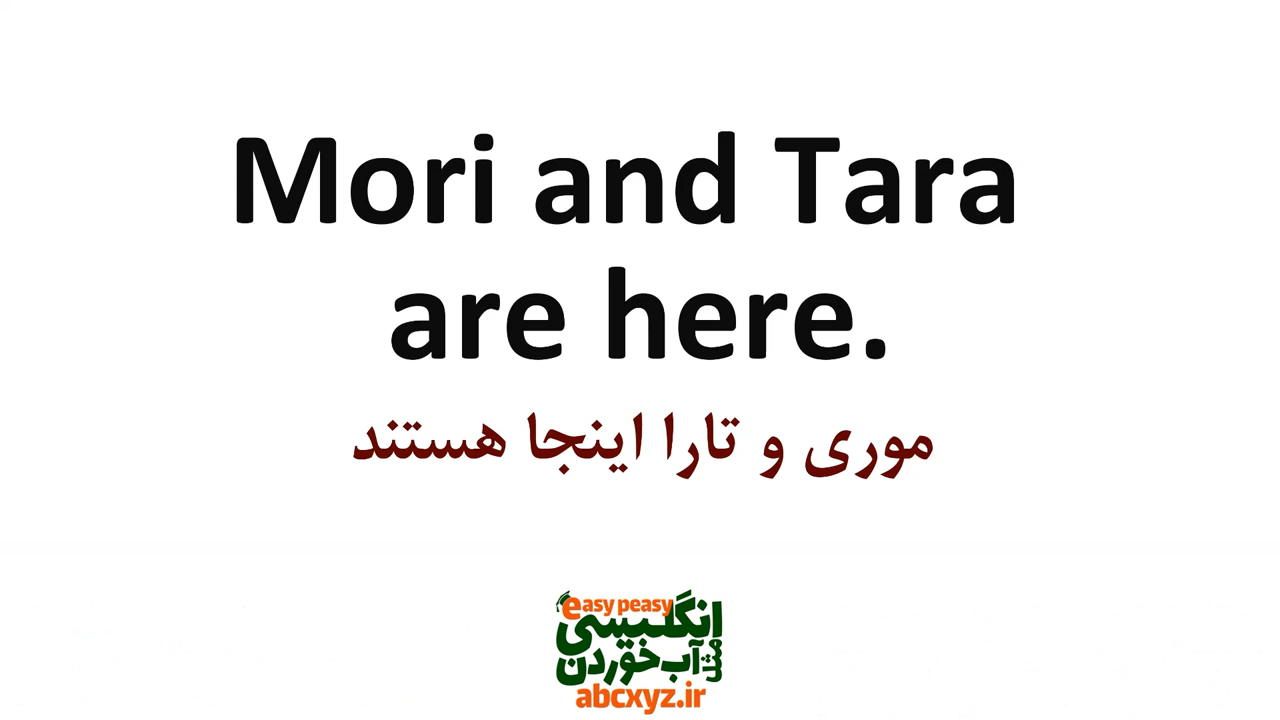 Mori and Tara
are here.
موری و تارا اینجا هستند
easy peasy
انگلیسی
مثل آب خوردن
abcxyz.ir